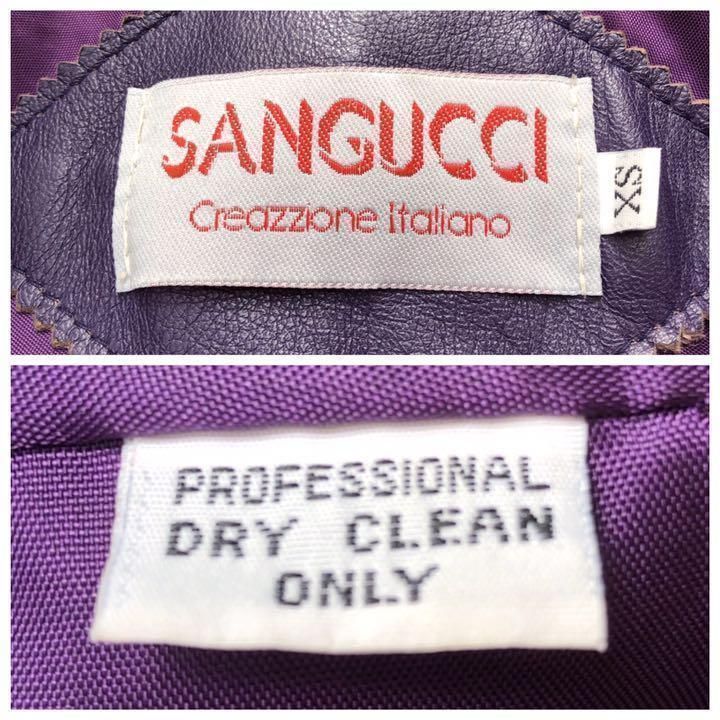 SANGUCCI
Creazzione Italiano
XS
PROFESSIONAL
DRY CLEAN
ONLY